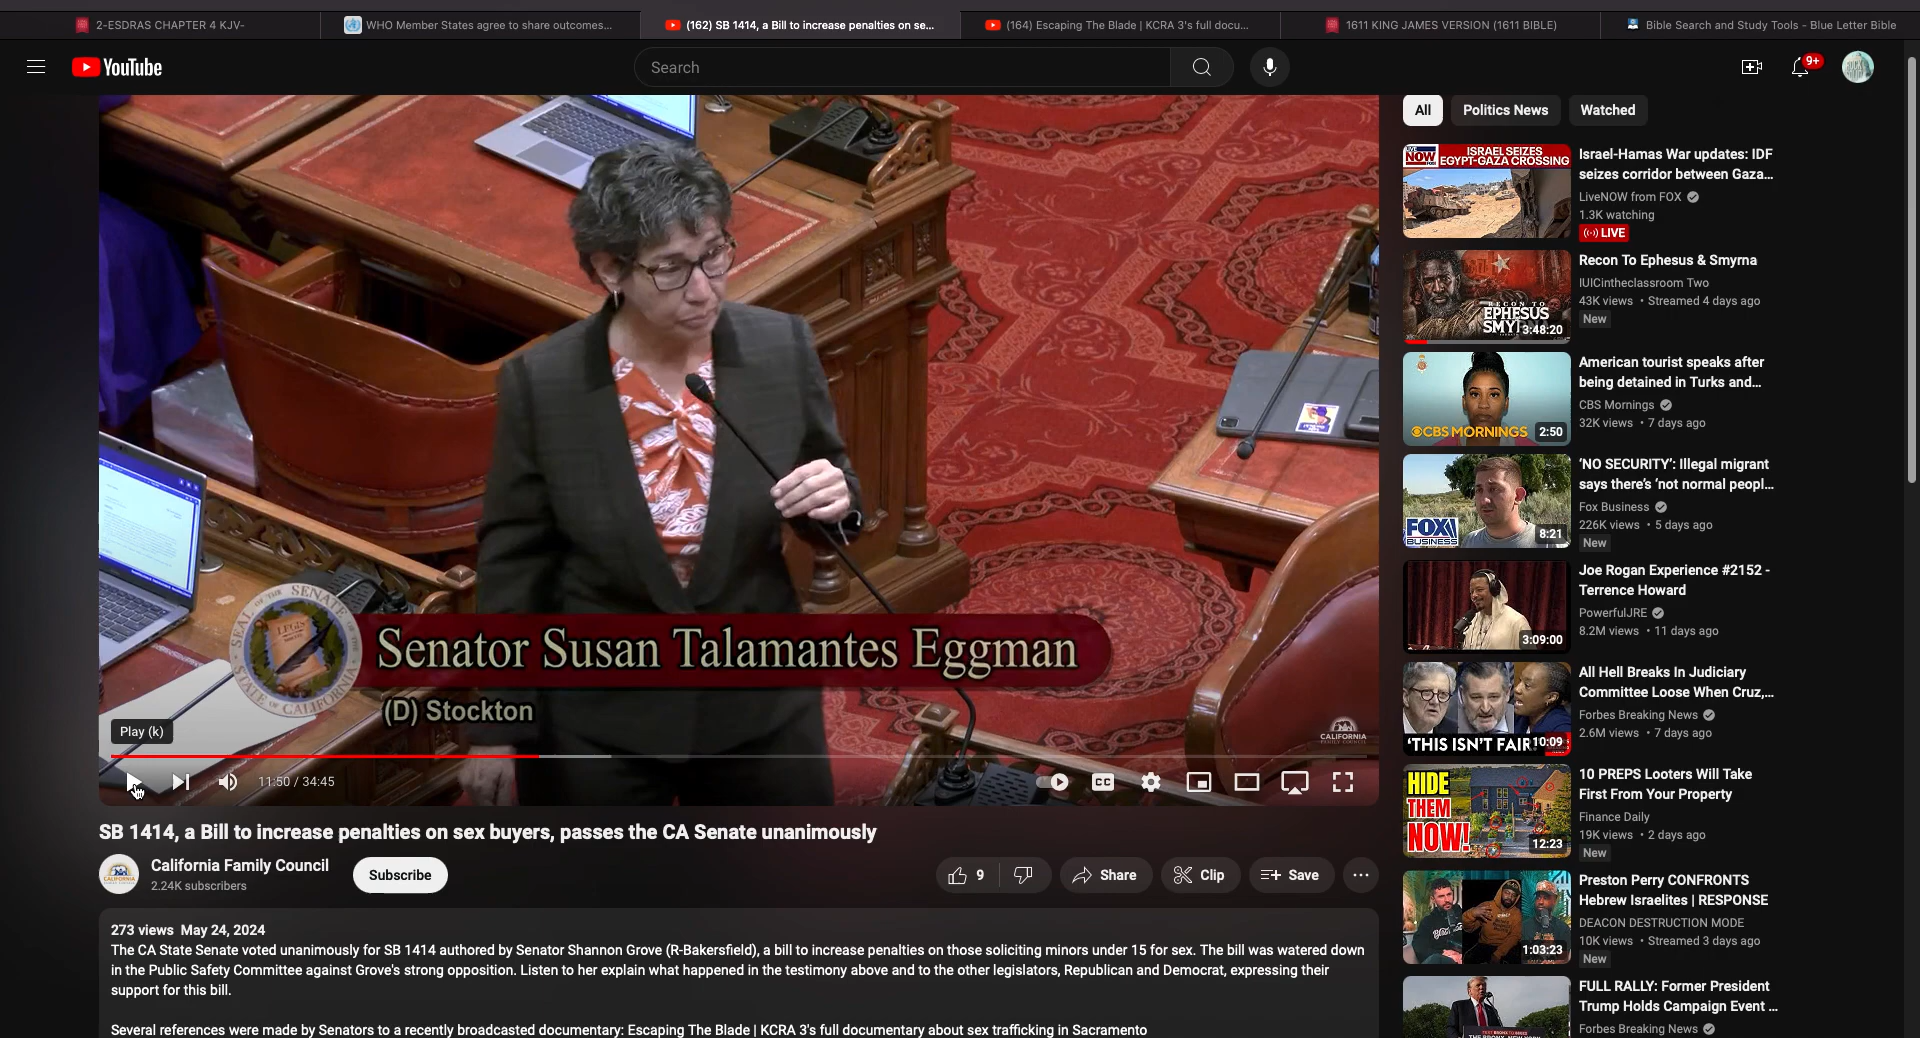 2-ESDRAS CHAPTER 4 KJV-
WHO Member States agree to share outcomes...
(162) SB 1414, a Bill to increase penalties on se...
(164) Escaping The Blade | KCRA 3's full docu...
1611 KING JAMES VERSION (1611 BIBLE)
Bible Search and Study Tools - Blue Letter Bible
YouTube
Search
9+
Senator Susan Talamantes Eggman
(D) Stockton
CALIFORNIA
FAMILY COUNCIL
Play (k)
11:50 / 34:45
CC
SB 1414, a Bill to increase penalties on sex buyers, passes the CA Senate unanimously
California Family Council
2.24K subscribers
Subscribe
9
Share
Clip
Save
273 views May 24, 2024
The CA State Senate voted unanimously for SB 1414 authored by Senator Shannon Grove (R-Bakersfield), a bill to increase penalties on those soliciting minors under 15 for sex. The bill was watered down
in the Public Safety Committee against Grove's strong opposition. Listen to her explain what happened in the testimony above and to the other legislators, Republican and Democrat, expressing their
support for this bill.
Several references were made by Senators to a recently broadcasted documentary: Escaping The Blade | KCRA 3's full documentary about sex trafficking in Sacramento
All
Politics News
Watched
NOW
ISRAEL SEIZES
EGYPT-GAZA CROSSING
Israel-Hamas War updates: IDF
seizes corridor between Gaza...
LiveNOW from FOX
1.3K watching
LIVE
RECON TO
EPHESUS
SMY
3:48:20
Recon To Ephesus & Smyrna
IUICintheclassroom Two
43K views • Streamed 4 days ago
New
CBS MORNINGS
2:50
American tourist speaks after
being detained in Turks and...
CBS Mornings
32K views • 7 days ago
FOX
BUSINESS
8:21
'NO SECURITY': Illegal migrant
says there's 'not normal peopl...
Fox Business
226K views • 5 days ago
New
3:09:00
Joe Rogan Experience #2152 -
Terrence Howard
PowerfulJRE
8.2M views • 11 days ago
'THIS ISN'T FAIR
10:09
All Hell Breaks In Judiciary
Committee Loose When Cruz,...
Forbes Breaking News
2.6M views • 7 days ago
HIDE
THEM
NOW!
12:23
10 PREPS Looters Will Take
First From Your Property
Finance Daily
19K views • 2 days ago
New
1:03:23
Preston Perry CONFRONTS
Hebrew Israelites | RESPONSE
DEACON DESTRUCTION MODE
10K views • Streamed 3 days ago
New
FULL RALLY: Former President
Trump Holds Campaign Event ...
Forbes Breaking News